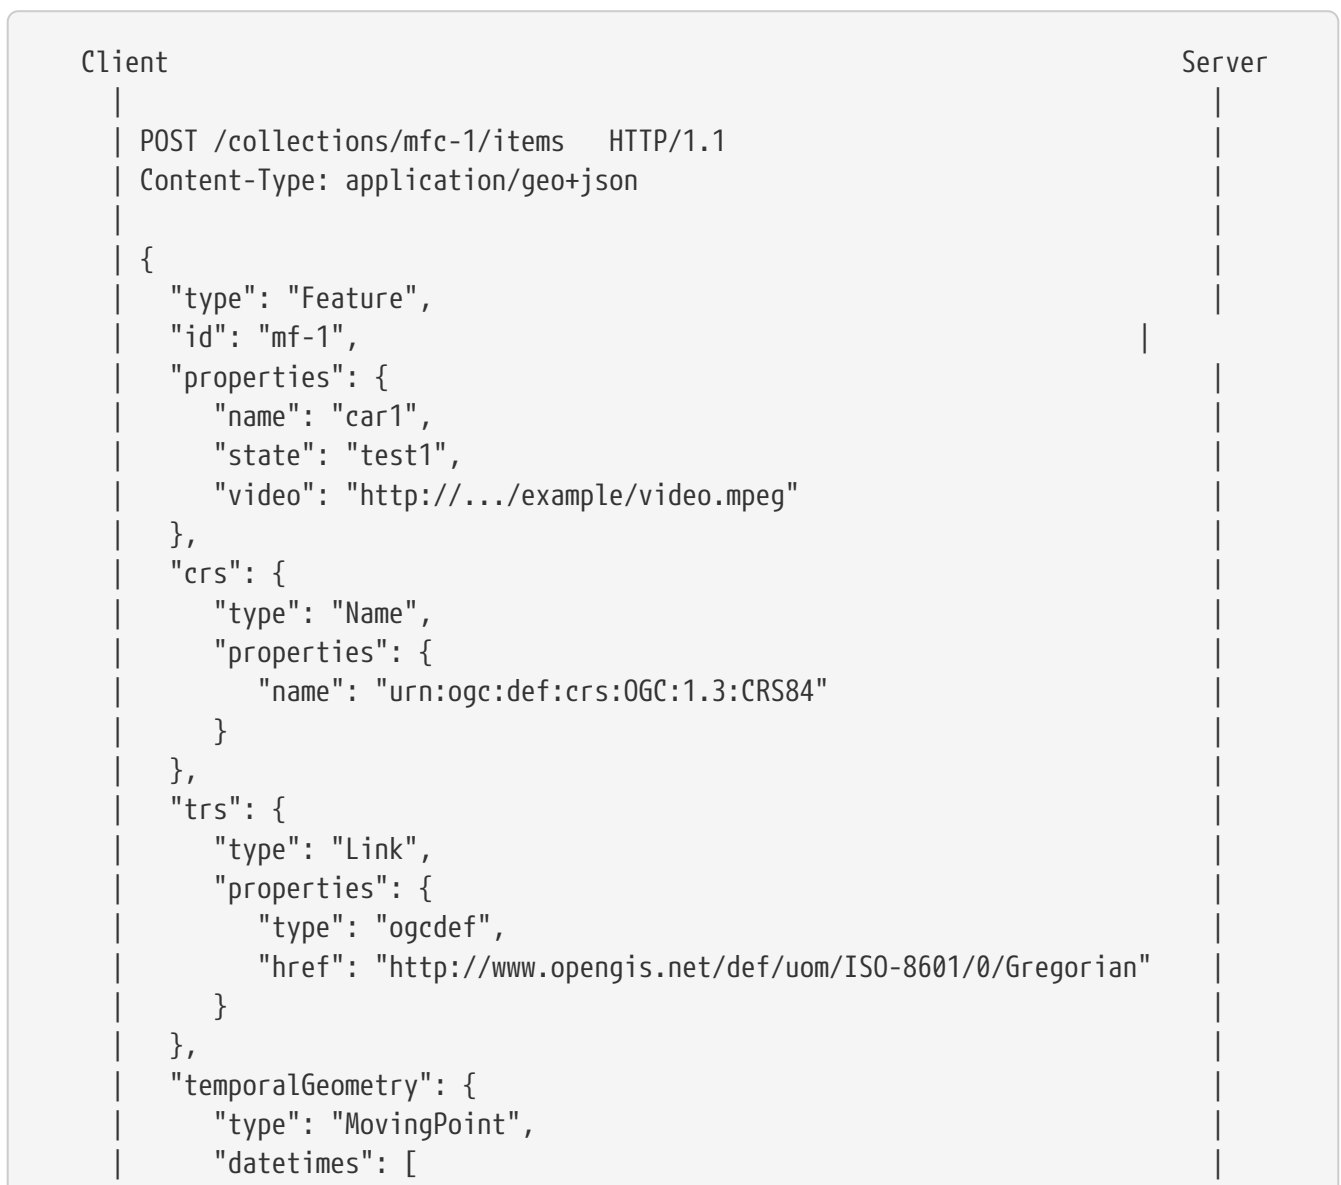 Client                                                                     Server
  |                                                                          |
  | POST /collections/mfc-1/items   HTTP/1.1                                 |
  | Content-Type: application/geo+json                                       |
  |                                                                          |
  | {                                                                        |
  |   "type": "Feature",                                                     |
  |   "id": "mf-1",                                                     |
  |   "properties": {                                                        |
  |      "name": "car1",                                                     |
  |      "state": "test1",                                                   |
  |      "video": "http://.../example/video.mpeg"                            |
  |   },                                                                     |
  |   "crs": {                                                               |
  |      "type": "Name",                                                     |
  |      "properties": {                                                     |
  |         "name": "urn:ogc:def:crs:OGC:1.3:CRS84"                          |
  |      }                                                                   |
  |   },                                                                     |
  |   "trs": {                                                               |
  |      "type": "Link",                                                     |
  |      "properties": {                                                     |
  |         "type": "ogcdef",                                                |
  |         "href": "http://www.opengis.net/def/uom/ISO-8601/0/Gregorian"    |
  |      }                                                                   |
  |   },                                                                     |
  |   "temporalGeometry": {                                                  |
  |      "type": "MovingPoint",                                              |
  |      "datetimes": [                                                      |